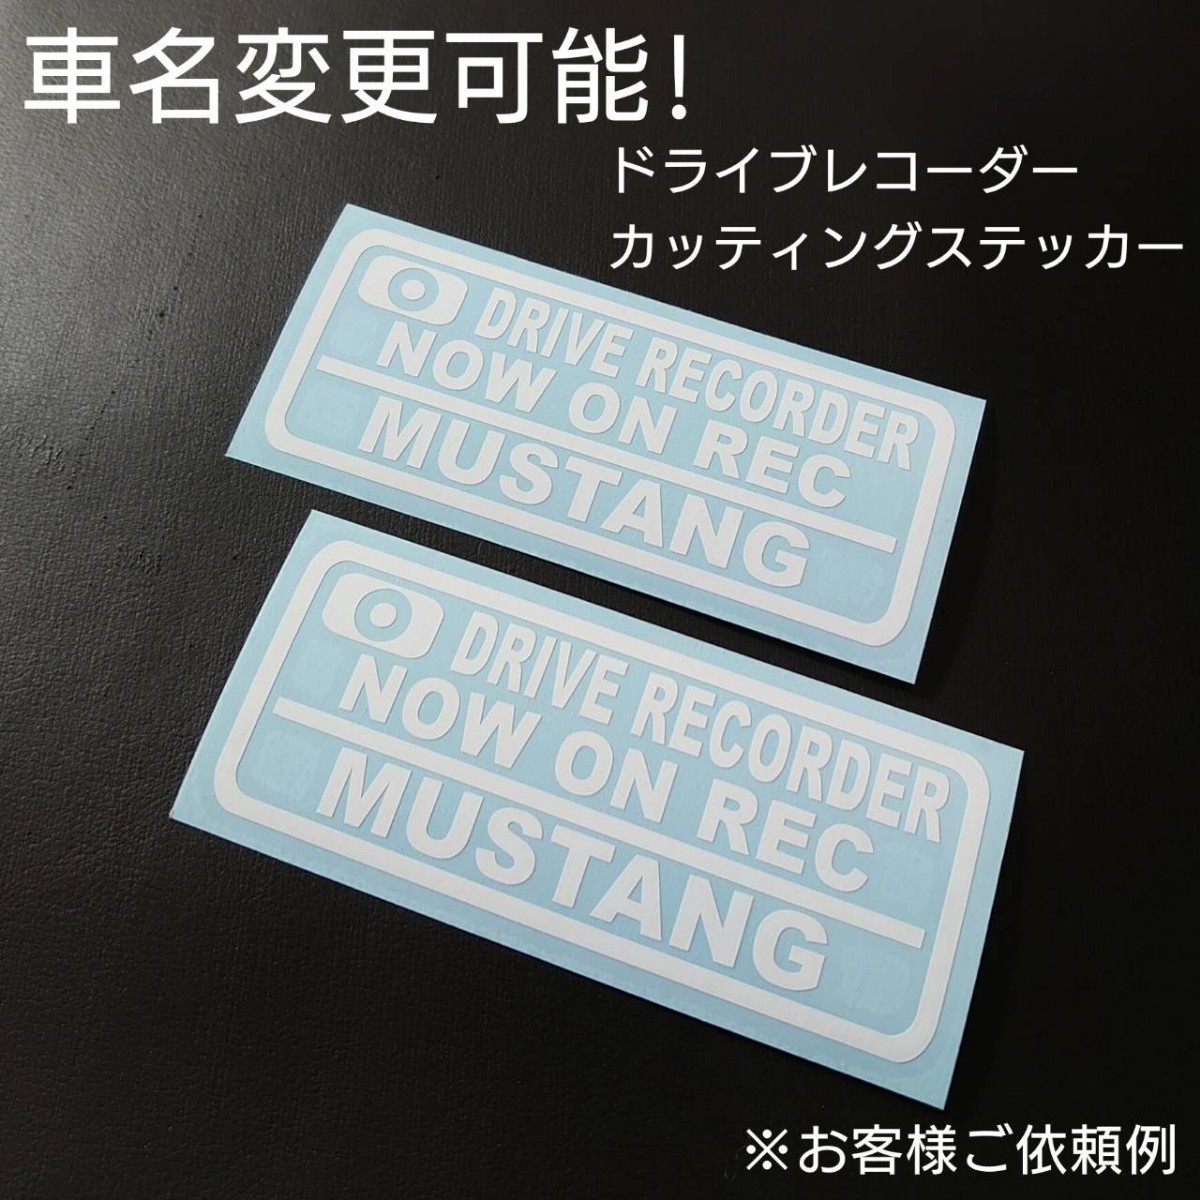 車名変更可能!
ドライブレコーダー
カッティングステッカー
DRIVE RECORDER
NOW ON REC
MUSTANG
DRIVE RECORDER
NOW ON REC
MUSTANG
※お客様ご依頼例